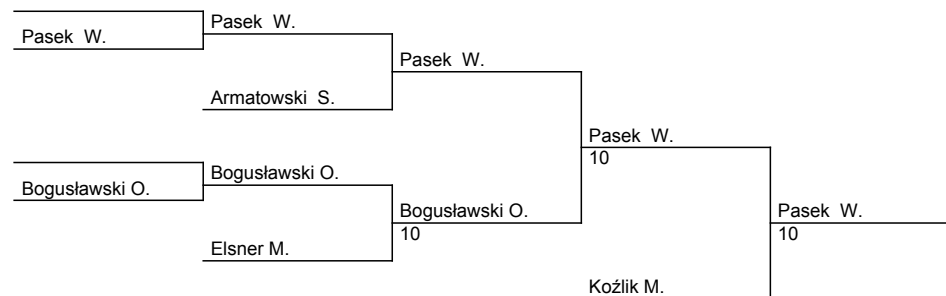 Pasek W.
Pasek W.
Pasek W.
Armatowski S.
Pasek W.
10
Bogusławski O.
Bogusławski O.
Bogusławski O.
10
Pasek W.
10
Elsner M.
Koźlik M.